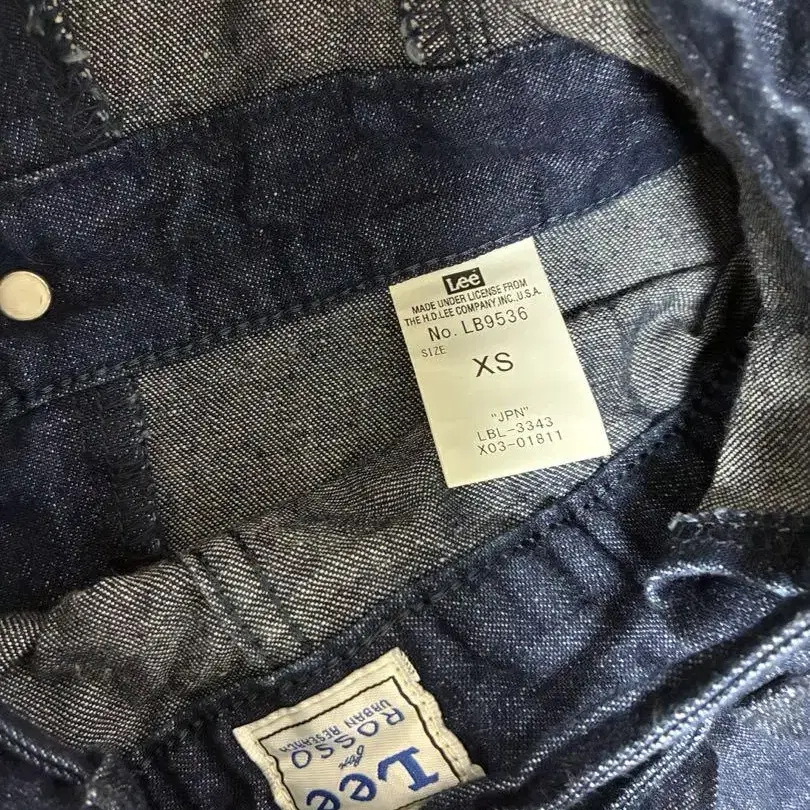 Lee
MADE UNDER LICENSE FROM
THE H.D.LEE COMPANY,INC.,U.S.A.
No. LB9536
SIZE
XS
"JPN"
LBL-3343
X03-01811
Lee
for
ROSSO
URBAN RESEARCH